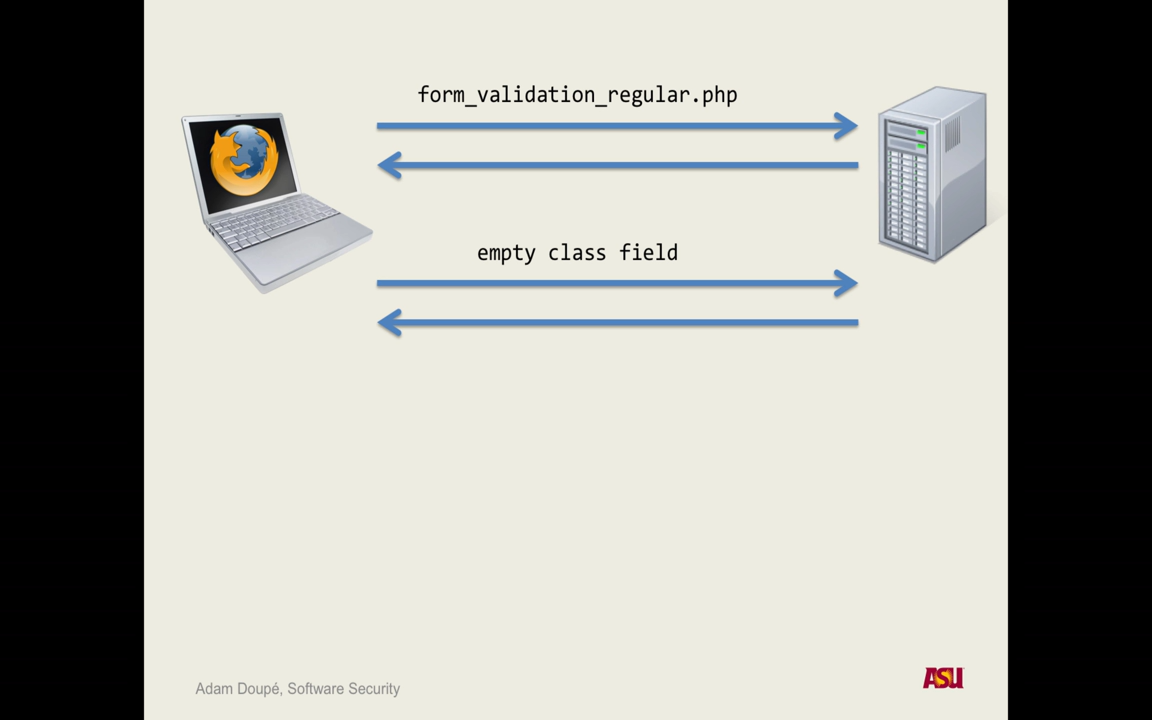 form_validation_regular.php
empty class field
Adam Doupé, Software Security
ASU